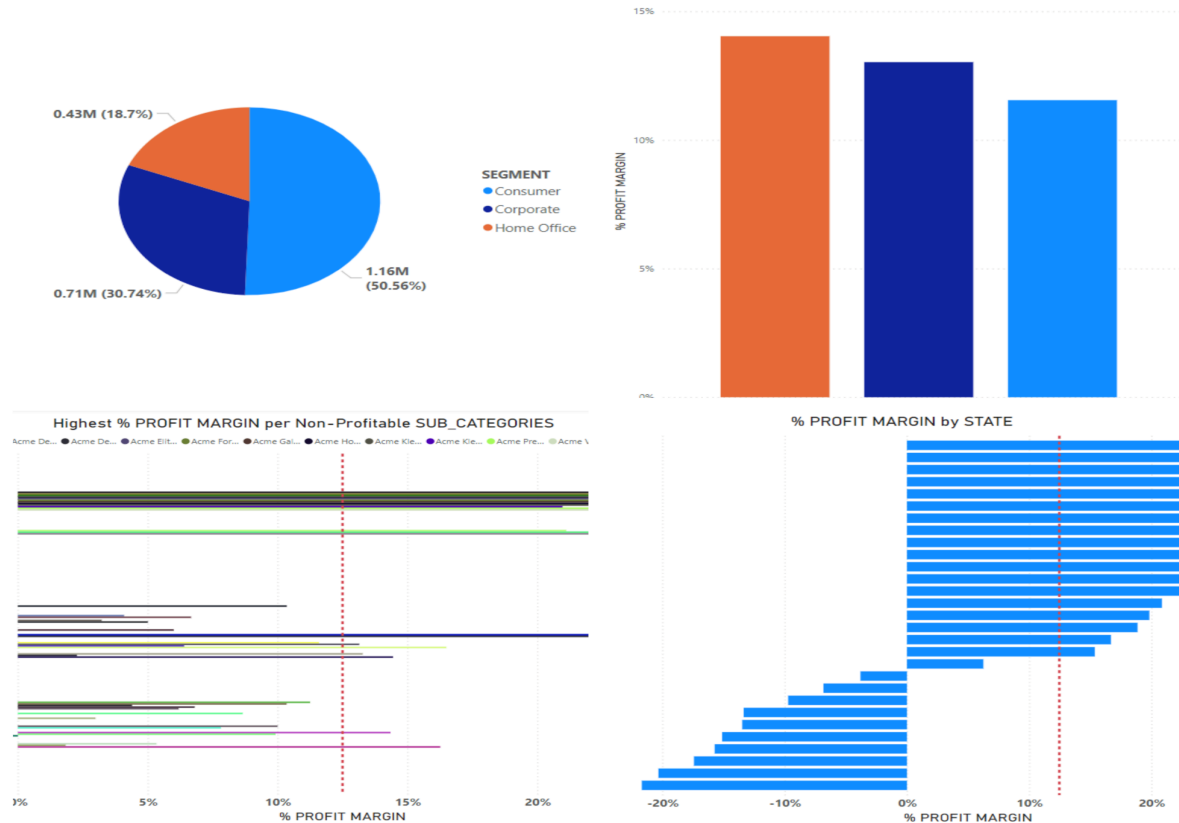 0.43M (18.7%)
0.71M (30.74%)
1.16M
(50.56%)
SEGMENT
Consumer
Corporate
Home Office
15%
10%
5%
0%
% PROFIT MARGIN
Highest % PROFIT MARGIN per Non-Profitable SUB_CATEGORIES
Acme De... Acme De... Acme Elit... Acme For... Acme Gal... Acme Ho... Acme Kle... Acme Kle... Acme Pre... Acme V
0% 5% 10% 15% 20%
% PROFIT MARGIN
% PROFIT MARGIN by STATE
-20% -10% 0% 10% 20%
% PROFIT MARGIN